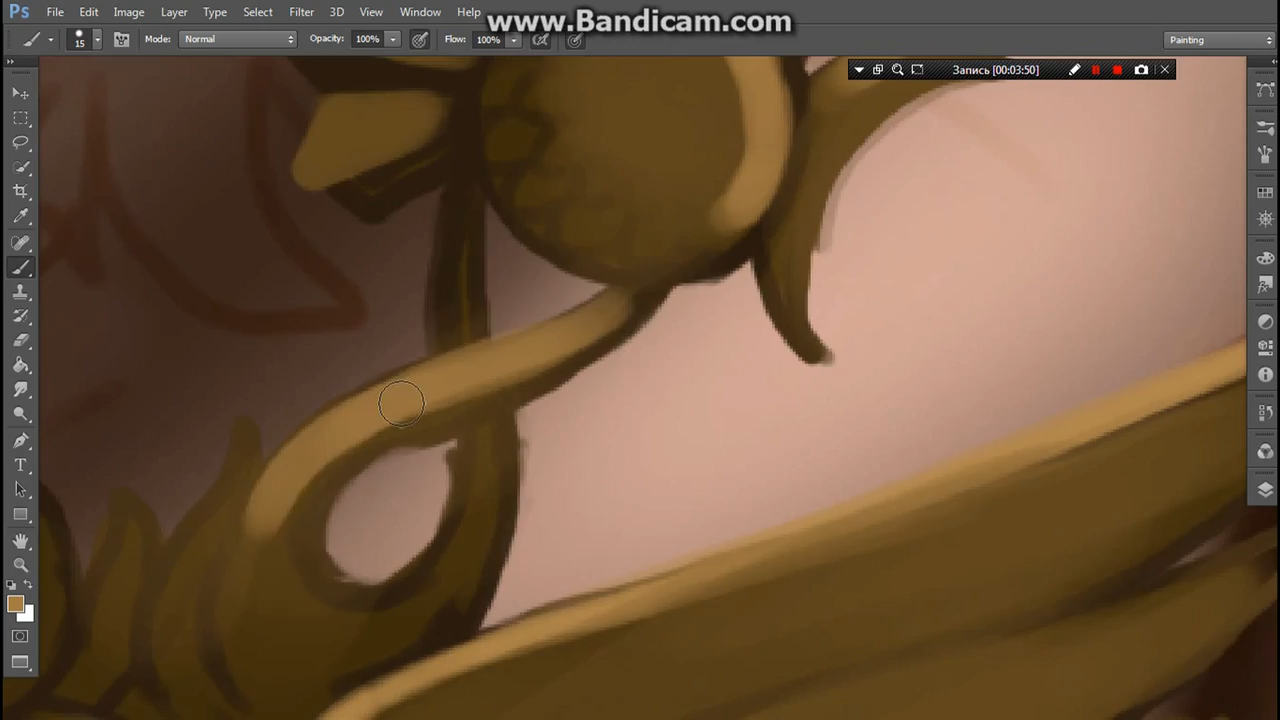 Ps File Edit Image Layer Type Select Filter 3D View Window Help
www.Bandicam.com
15 Mode: Normal Opacity: 100% Flow: 100% Painting
Запись [00:03:50]
T